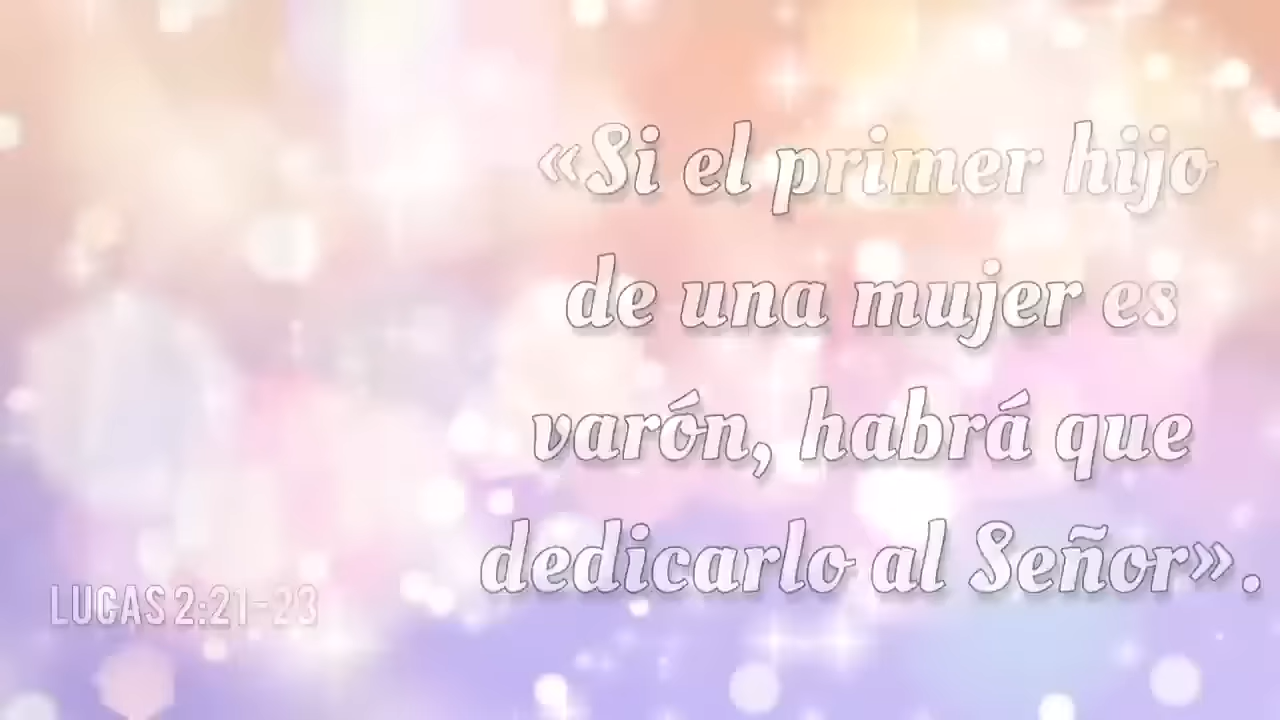 «Si el primer hijo
de una mujer es
varón, habrá que
dedicarlo al Señor».
LUCAS 2:21-23